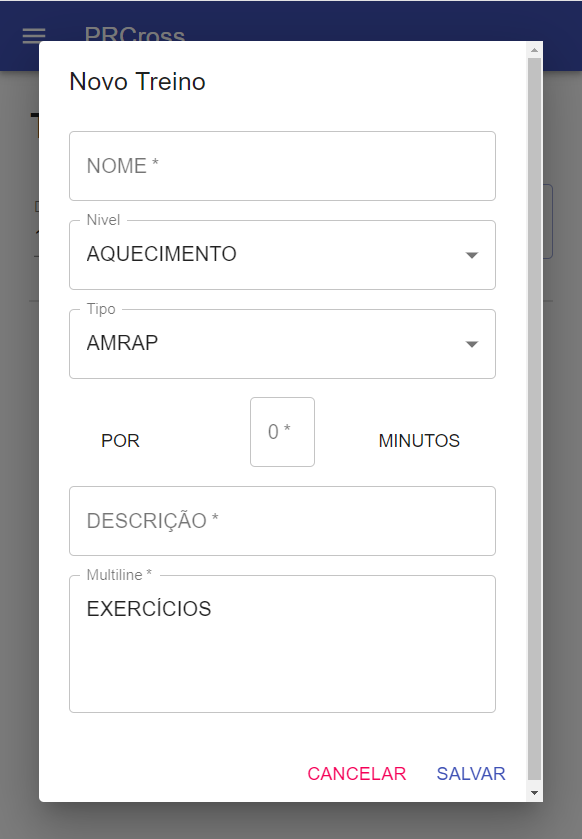 PRCross
Novo Treino
NOME *
Nivel
AQUECIMENTO
Tipo
AMRAP
POR 0 * MINUTOS
DESCRIÇÃO *
Multiline *
EXERCÍCIOS
CANCELAR SALVAR